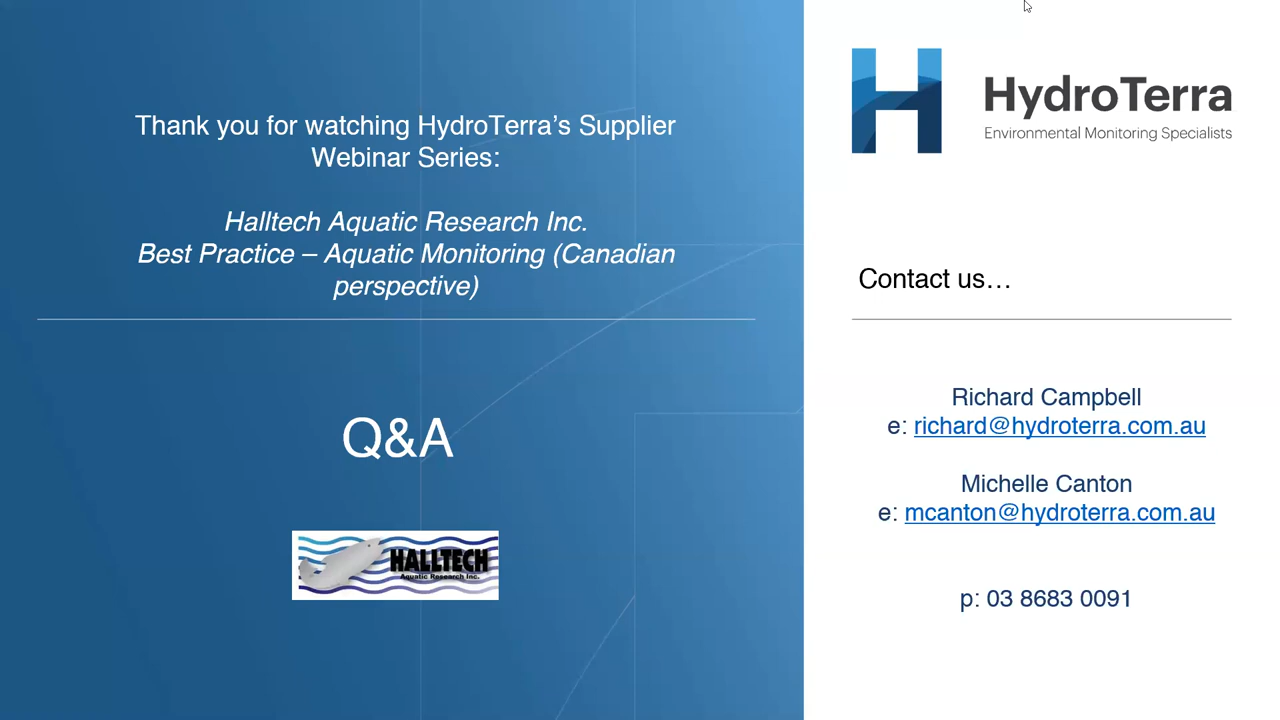 Thank you for watching HydroTerra’s Supplier
Webinar Series:
Halltech Aquatic Research Inc.
Best Practice – Aquatic Monitoring (Canadian
perspective)
Q&A
HALLTECH
Aquatic Research Inc.
HydroTerra
Environmental Monitoring Specialists
Contact us…
Richard Campbell
e: richard@hydroterra.com.au
Michelle Canton
e: mcanton@hydroterra.com.au
p: 03 8683 0091